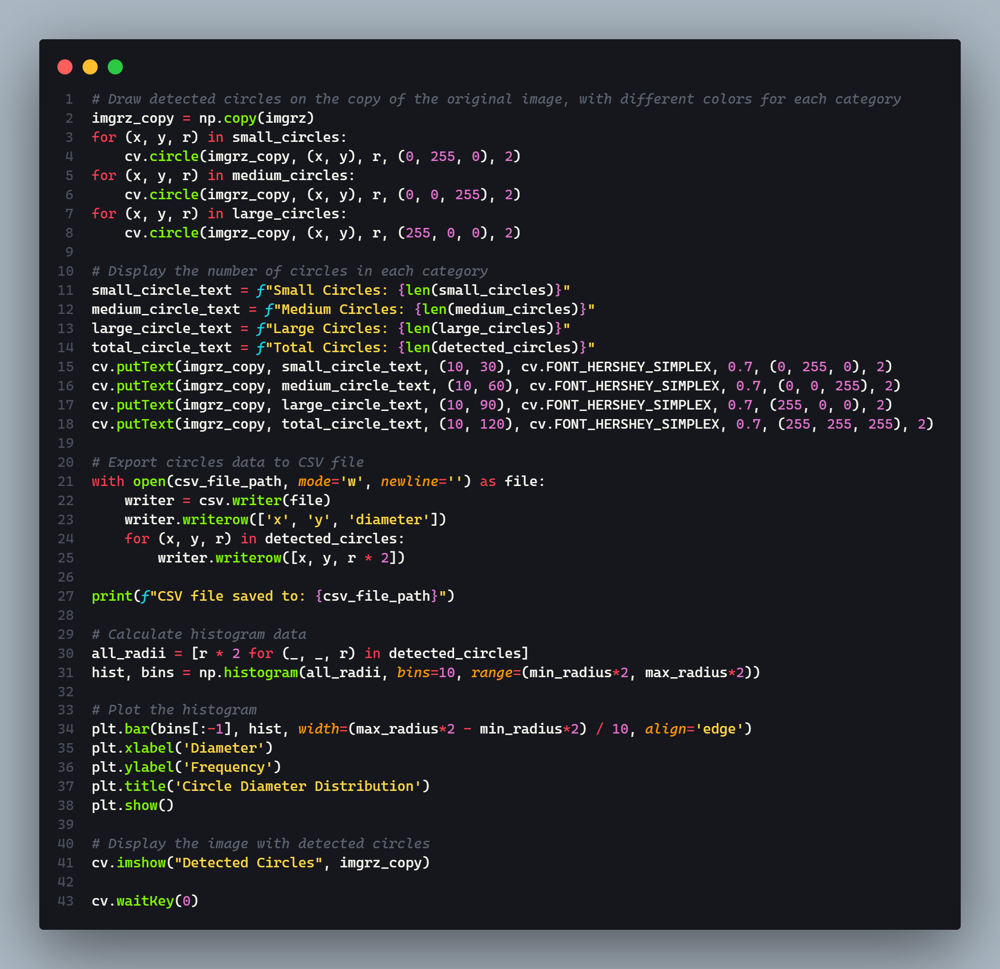 1 # Draw detected circles on the copy of the original image, with different colors for each category
2 imgrz_copy = np.copy(imgrz)
3 for (x, y, r) in small_circles:
4     cv.circle(imgrz_copy, (x, y), r, (0, 255, 0), 2)
5 for (x, y, r) in medium_circles:
6     cv.circle(imgrz_copy, (x, y), r, (0, 0, 255), 2)
7 for (x, y, r) in large_circles:
8     cv.circle(imgrz_copy, (x, y), r, (255, 0, 0), 2)
9
10 # Display the number of circles in each category
11 small_circle_text = f"Small Circles: {len(small_circles)}"
12 medium_circle_text = f"Medium Circles: {len(medium_circles)}"
13 large_circle_text = f"Large Circles: {len(large_circles)}"
14 total_circle_text = f"Total Circles: {len(detected_circles)}"
15 cv.putText(imgrz_copy, small_circle_text, (10, 30), cv.FONT_HERSHEY_SIMPLEX, 0.7, (0, 255, 0), 2)
16 cv.putText(imgrz_copy, medium_circle_text, (10, 60), cv.FONT_HERSHEY_SIMPLEX, 0.7, (0, 0, 255), 2)
17 cv.putText(imgrz_copy, large_circle_text, (10, 90), cv.FONT_HERSHEY_SIMPLEX, 0.7, (255, 0, 0), 2)
18 cv.putText(imgrz_copy, total_circle_text, (10, 120), cv.FONT_HERSHEY_SIMPLEX, 0.7, (255, 255, 255), 2)
19
20 # Export circles data to CSV file
21 with open(csv_file_path, mode='w', newline='') as file:
22     writer = csv.writer(file)
23     writer.writerow(['x', 'y', 'diameter'])
24     for (x, y, r) in detected_circles:
25         writer.writerow([x, y, r * 2])
26
27 print(f"CSV file saved to: {csv_file_path}")
28
29 # Calculate histogram data
30 all_radii = [r * 2 for (_, _, r) in detected_circles]
31 hist, bins = np.histogram(all_radii, bins=10, range=(min_radius*2, max_radius*2))
32
33 # Plot the histogram
34 plt.bar(bins[:-1], hist, width=(max_radius*2 - min_radius*2) / 10, align='edge')
35 plt.xlabel('Diameter')
36 plt.ylabel('Frequency')
37 plt.title('Circle Diameter Distribution')
38 plt.show()
39
40 # Display the image with detected circles
41 cv.imshow("Detected Circles", imgrz_copy)
42
43 cv.waitKey(0)